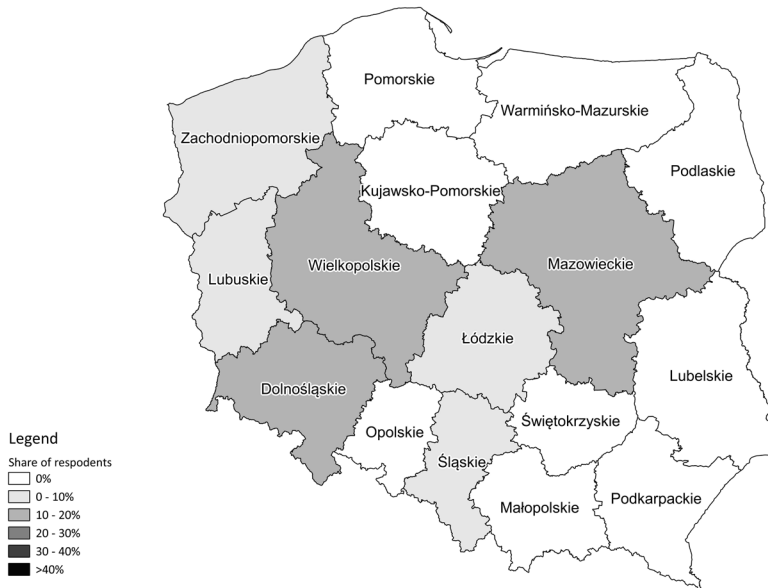 Pomorskie
Warmińsko-Mazurskie
Zachodniopomorskie
Podlaskie
Kujawsko-Pomorskie
Wielkopolskie
Mazowieckie
Lubuskie
Łódzkie
Lubelskie
Dolnośląskie
Świętokrzyskie
Opolskie
Śląskie
Małopolskie
Podkarpackie
Legend
Share of respodents
0%
0 - 10%
10 - 20%
20 - 30%
30 - 40%
>40%